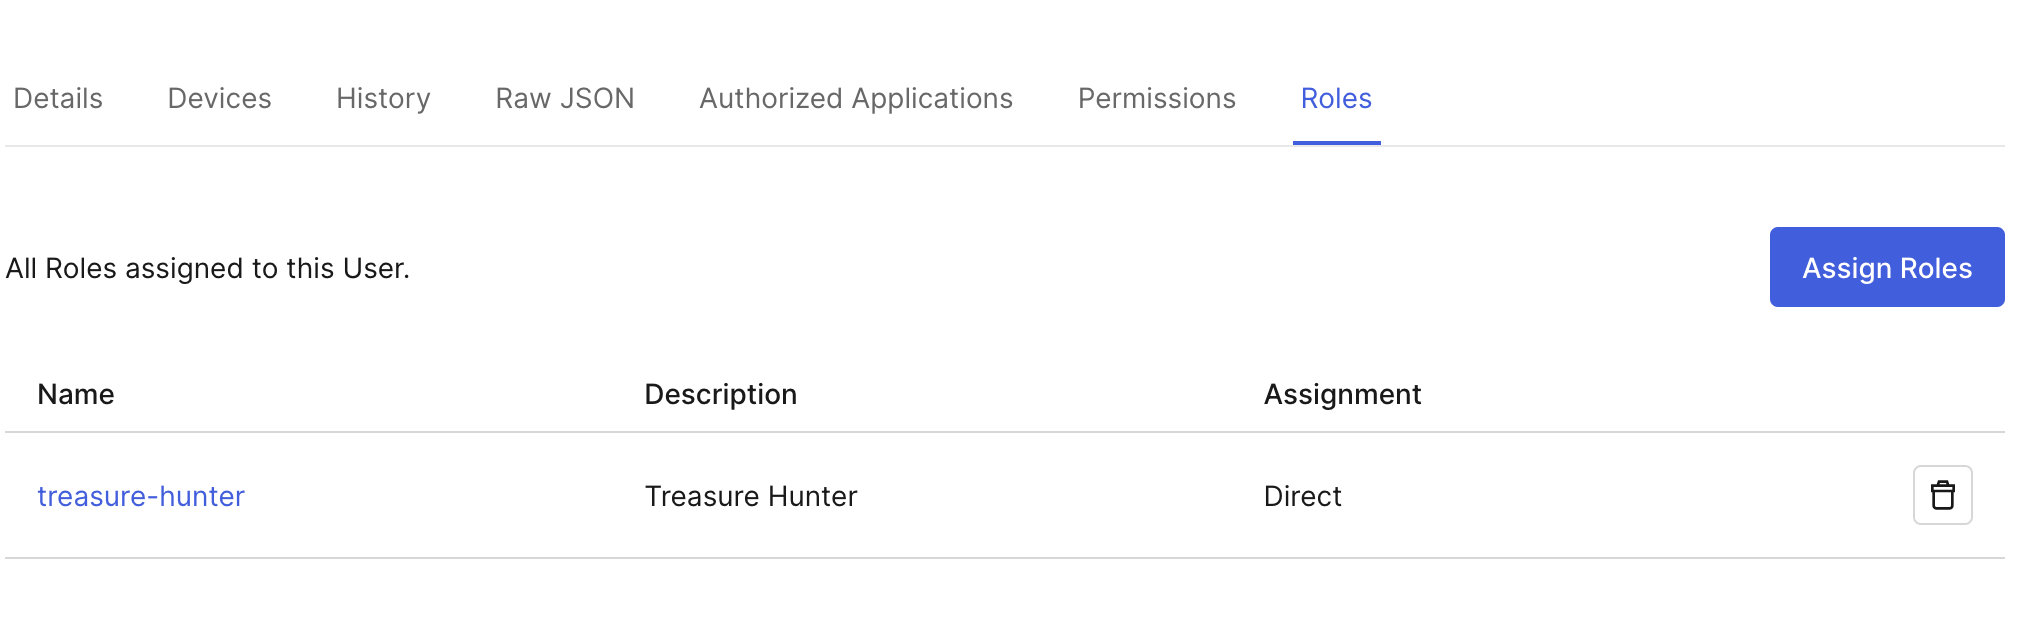 Details Devices History Raw JSON Authorized Applications Permissions Roles
All Roles assigned to this User. Assign Roles
Name Description Assignment
treasure-hunter Treasure Hunter Direct